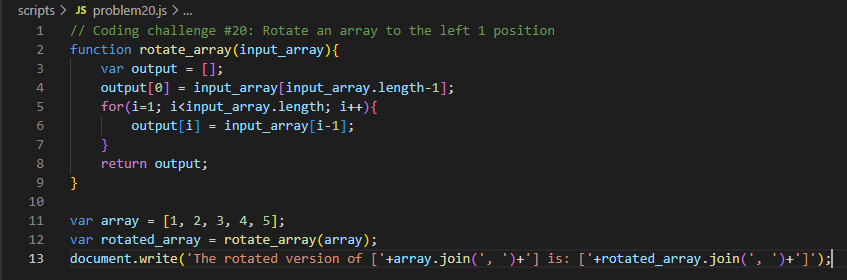 scripts > JS problem20.js > ...
1 // Coding challenge #20: Rotate an array to the left 1 position
2 function rotate_array(input_array){
3     var output = [];
4     output[0] = input_array[input_array.length-1];
5     for(i=1; i<input_array.length; i++){
6         output[i] = input_array[i-1];
7     }
8     return output;
9 }
10
11 var array = [1, 2, 3, 4, 5];
12 var rotated_array = rotate_array(array);
13 document.write('The rotated version of ['+array.join(', ')+'] is: ['+rotated_array.join(', ')+']');